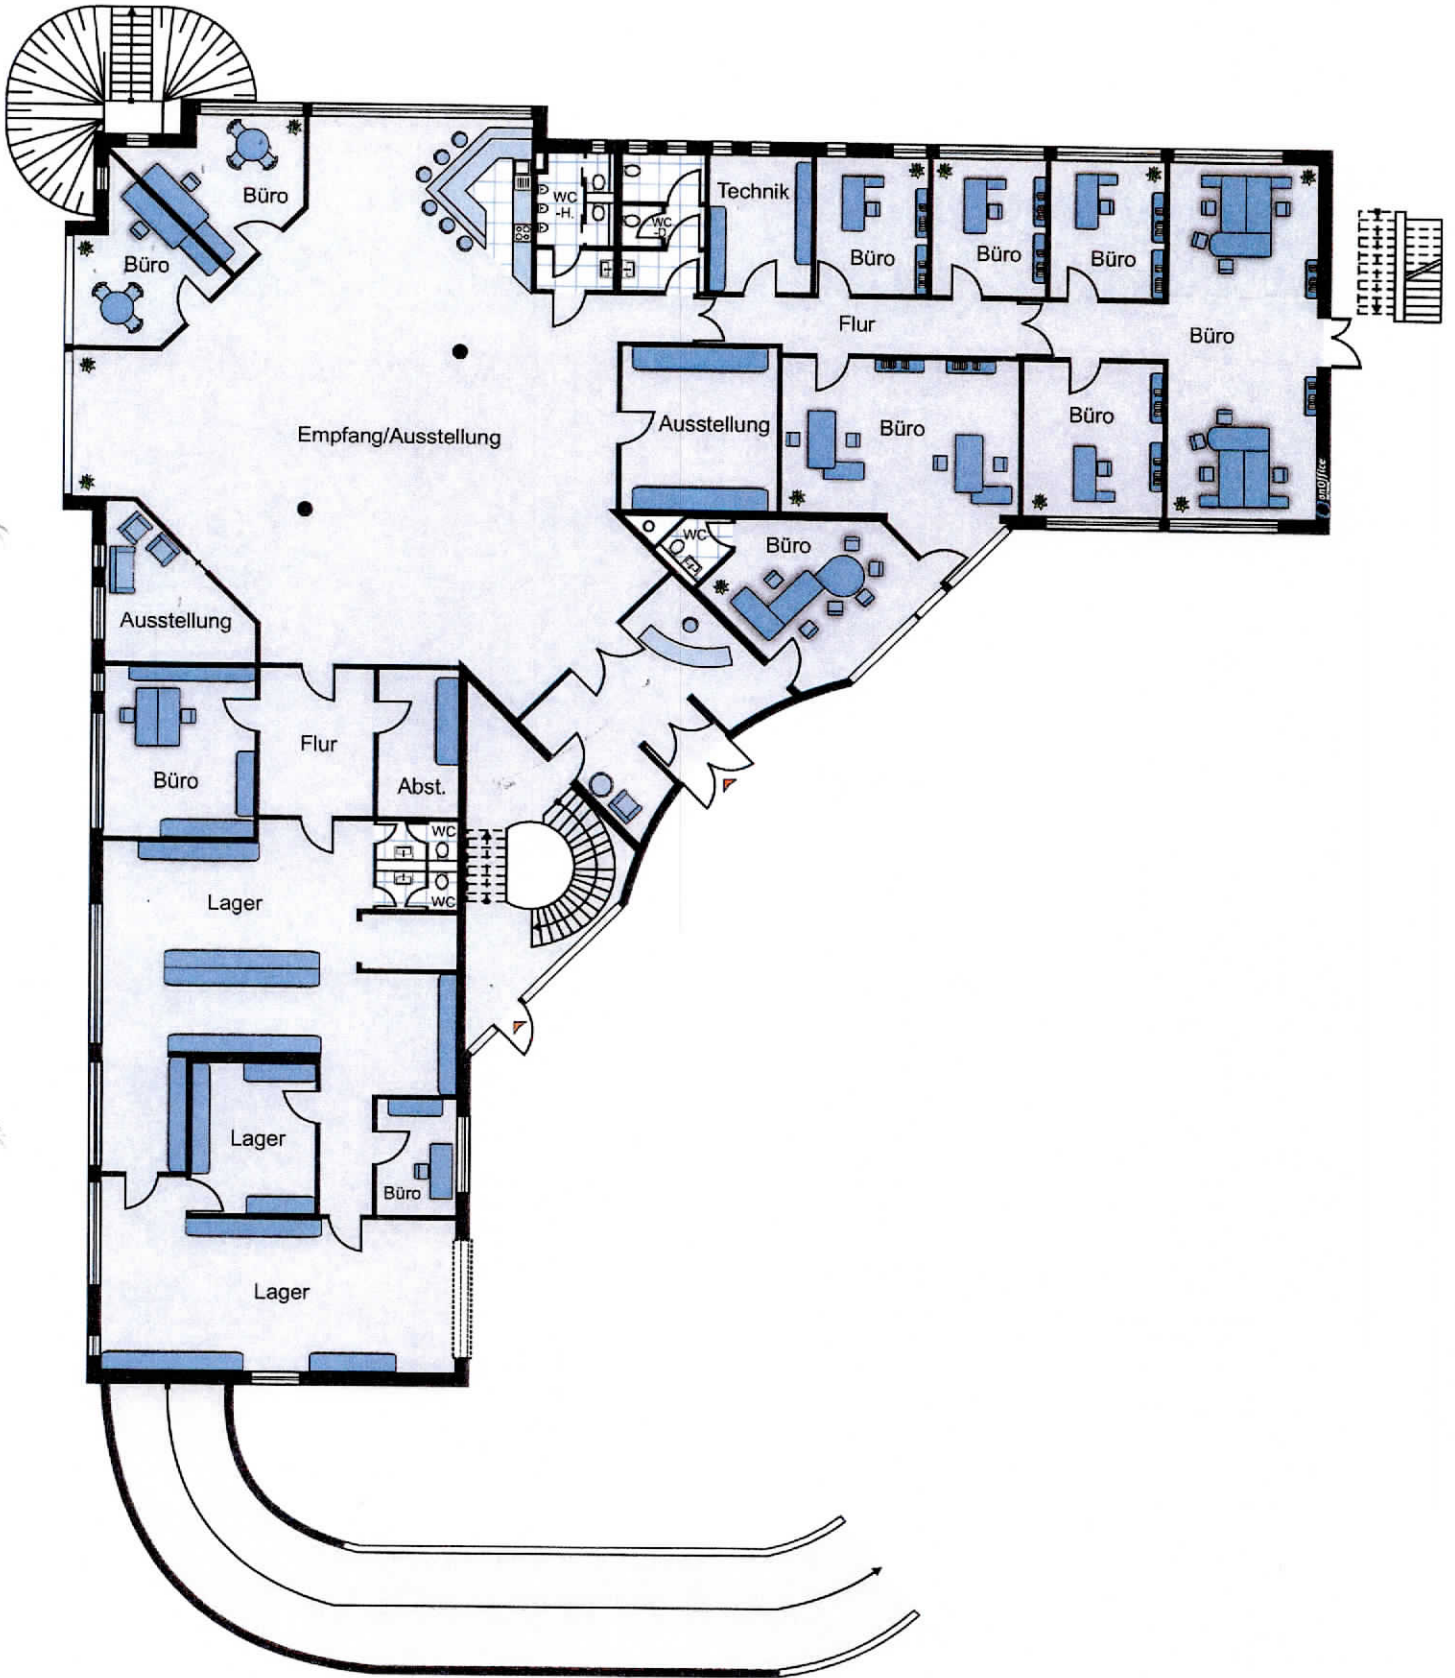 Büro
Büro
WC
-H.
WC
-D.
Technik
Büro
Büro
Büro
Flur
Büro
Empfang/Ausstellung
Ausstellung
Büro
Büro
onOffice
WC
Büro
Ausstellung
Büro
Flur
Abst.
WC
WC
Lager
Lager
Büro
Lager